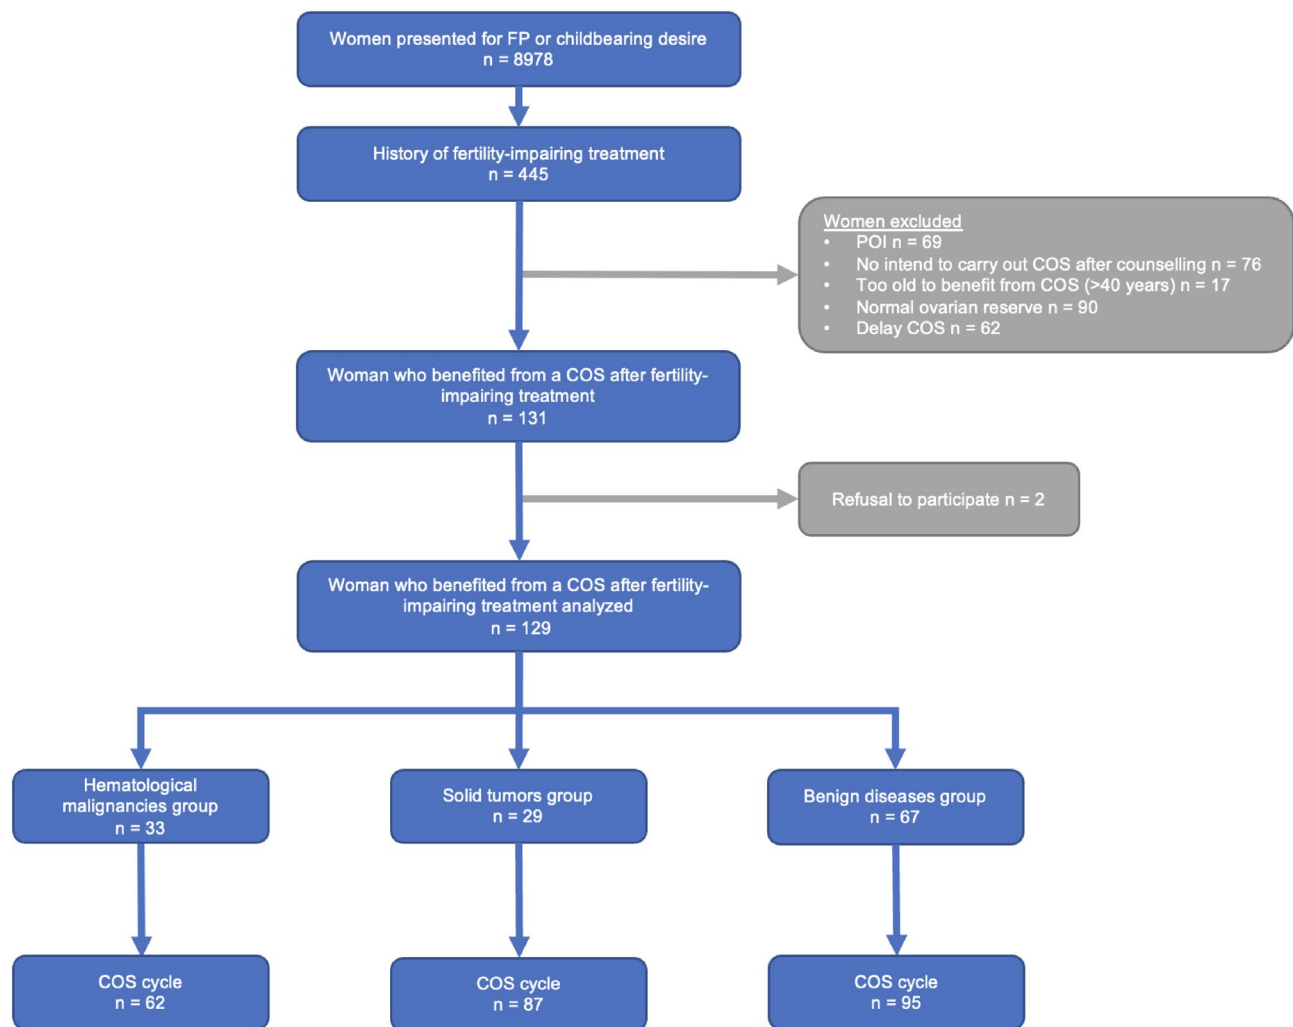 Women presented for FP or childbearing desire
n = 8978
History of fertility-impairing treatment
n = 445
Women excluded
• POI n = 69
• No intend to carry out COS after counselling n = 76
• Too old to benefit from COS (>40 years) n = 17
• Normal ovarian reserve n = 90
• Delay COS n = 62
Woman who benefited from a COS after fertility-
impairing treatment
n = 131
Refusal to participate n = 2
Woman who benefited from a COS after fertility-
impairing treatment analyzed
n = 129
Hematological
malignancies group
n = 33
Solid tumors group
n = 29
Benign diseases group
n = 67
COS cycle
n = 62
COS cycle
n = 87
COS cycle
n = 95